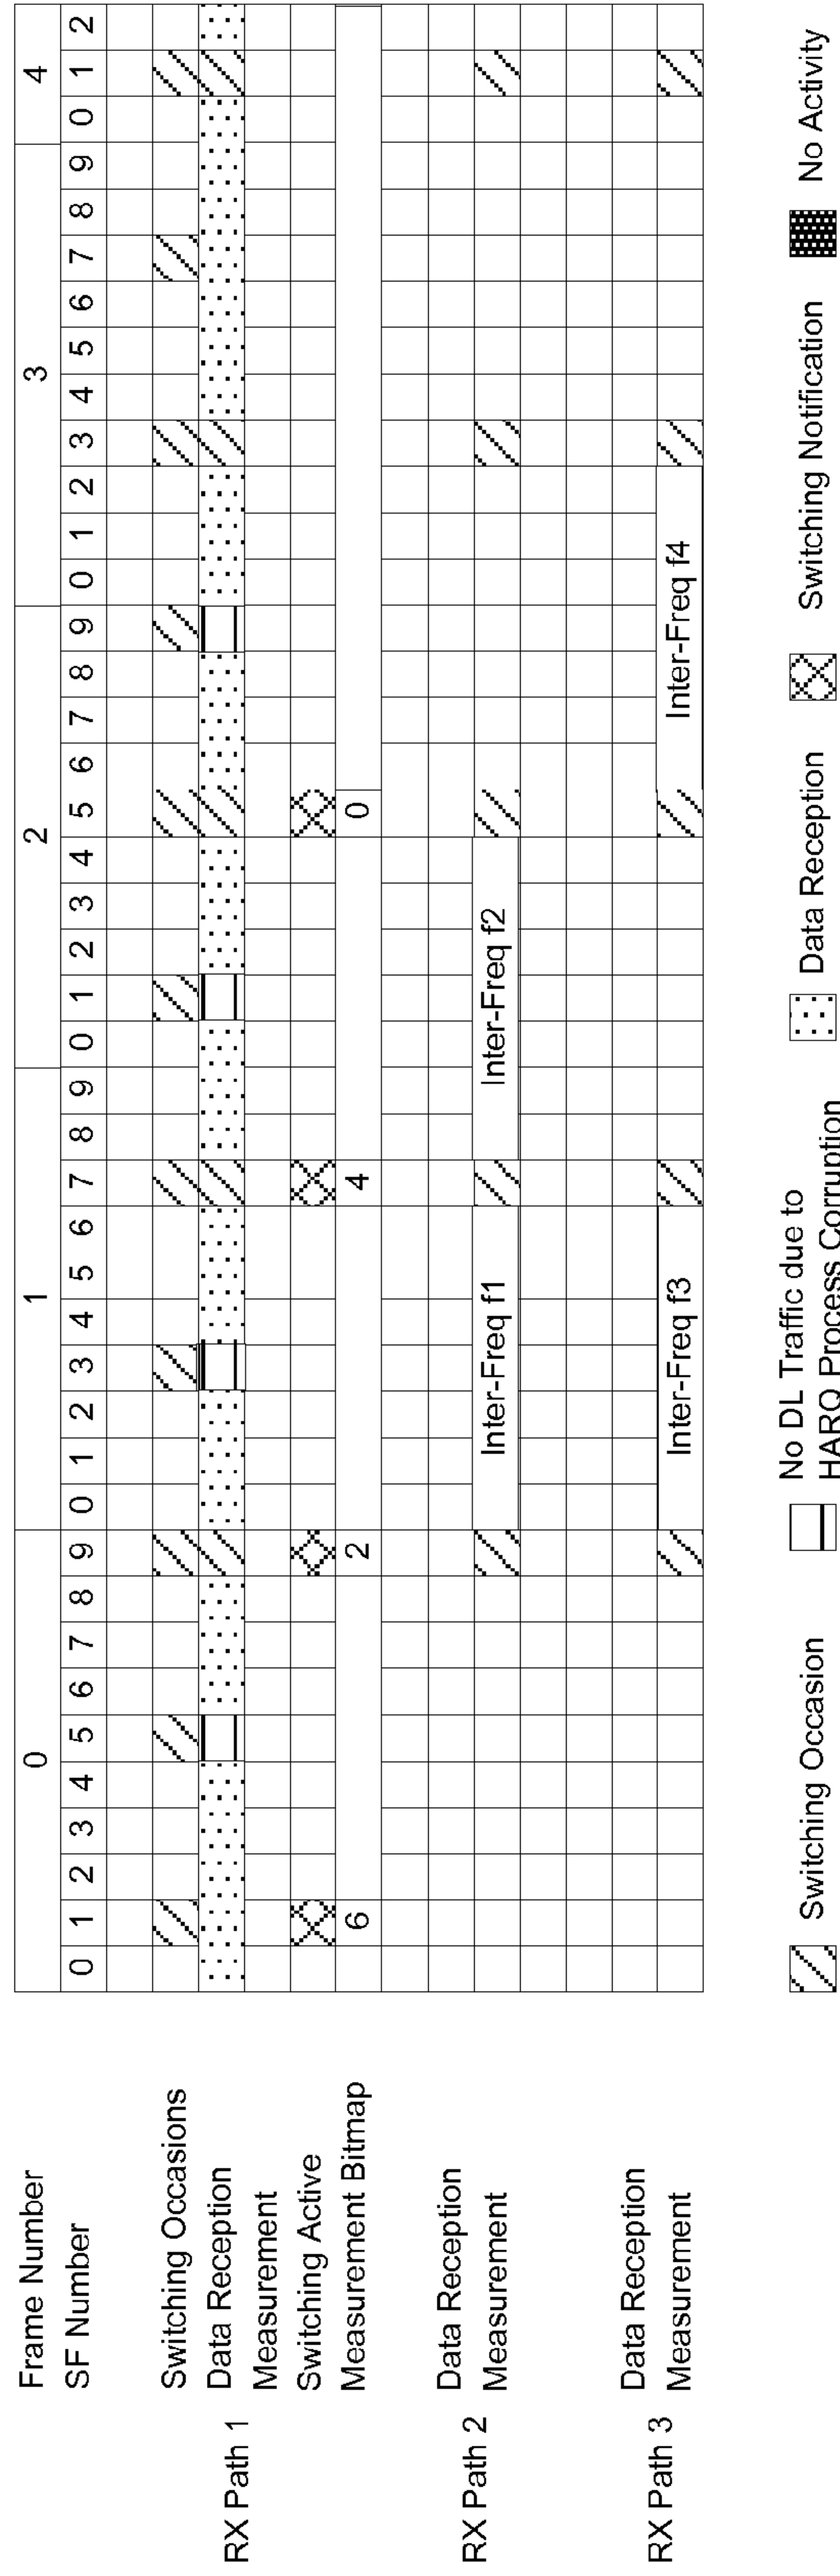 Frame Number 0 1 2 3 4
SF Number 0 1 2 3 4 5 6 7 8 9 0 1 2 3 4 5 6 7 8 9 0 1 2 3 4 5 6 7 8 9 0 1 2 3 4 5 6 7 8 9 0 1 2
Switching Occasions
RX Path 1
Data Reception
Measurement
Switching Active
Measurement Bitmap 6 2 4 0
RX Path 2
Data Reception
Measurement Inter-Freq f1 Inter-Freq f2
RX Path 3
Data Reception
Measurement Inter-Freq f3 Inter-Freq f4
Switching Occasion
No DL Traffic due to
HARQ Process Corruption
Data Reception
Switching Notification
No Activity